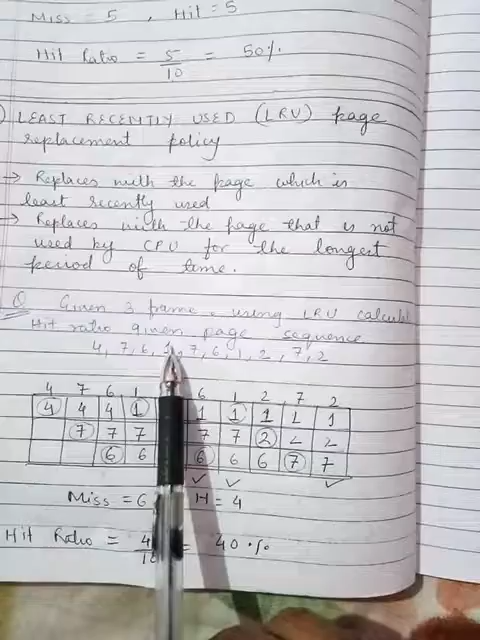 Miss = 5 , Hit = 5
Hit Ratio = 5/10 = 50%
LEAST RECENTLY USED (LRU) page
replacement policy
→ Replaces with the page which is
least recently used
→ Replaces with the page that is not
used by CPU for the longest
period of time.
Q Given 3 frame, using LRU calculate
Hit ratio given page sequence
4, 7, 6, 1, 7, 6, 1, 2, 7, 2
4 7 6 1 6 1 2 7 2
4 4 4 1 1 1 1 1 1
7 7 7 7 7 2 2 2
6 6 6 6 6 7 7
✓ ✓ ✓
Miss = 6 H = 4
Hit Ratio = 4/10 = 40%